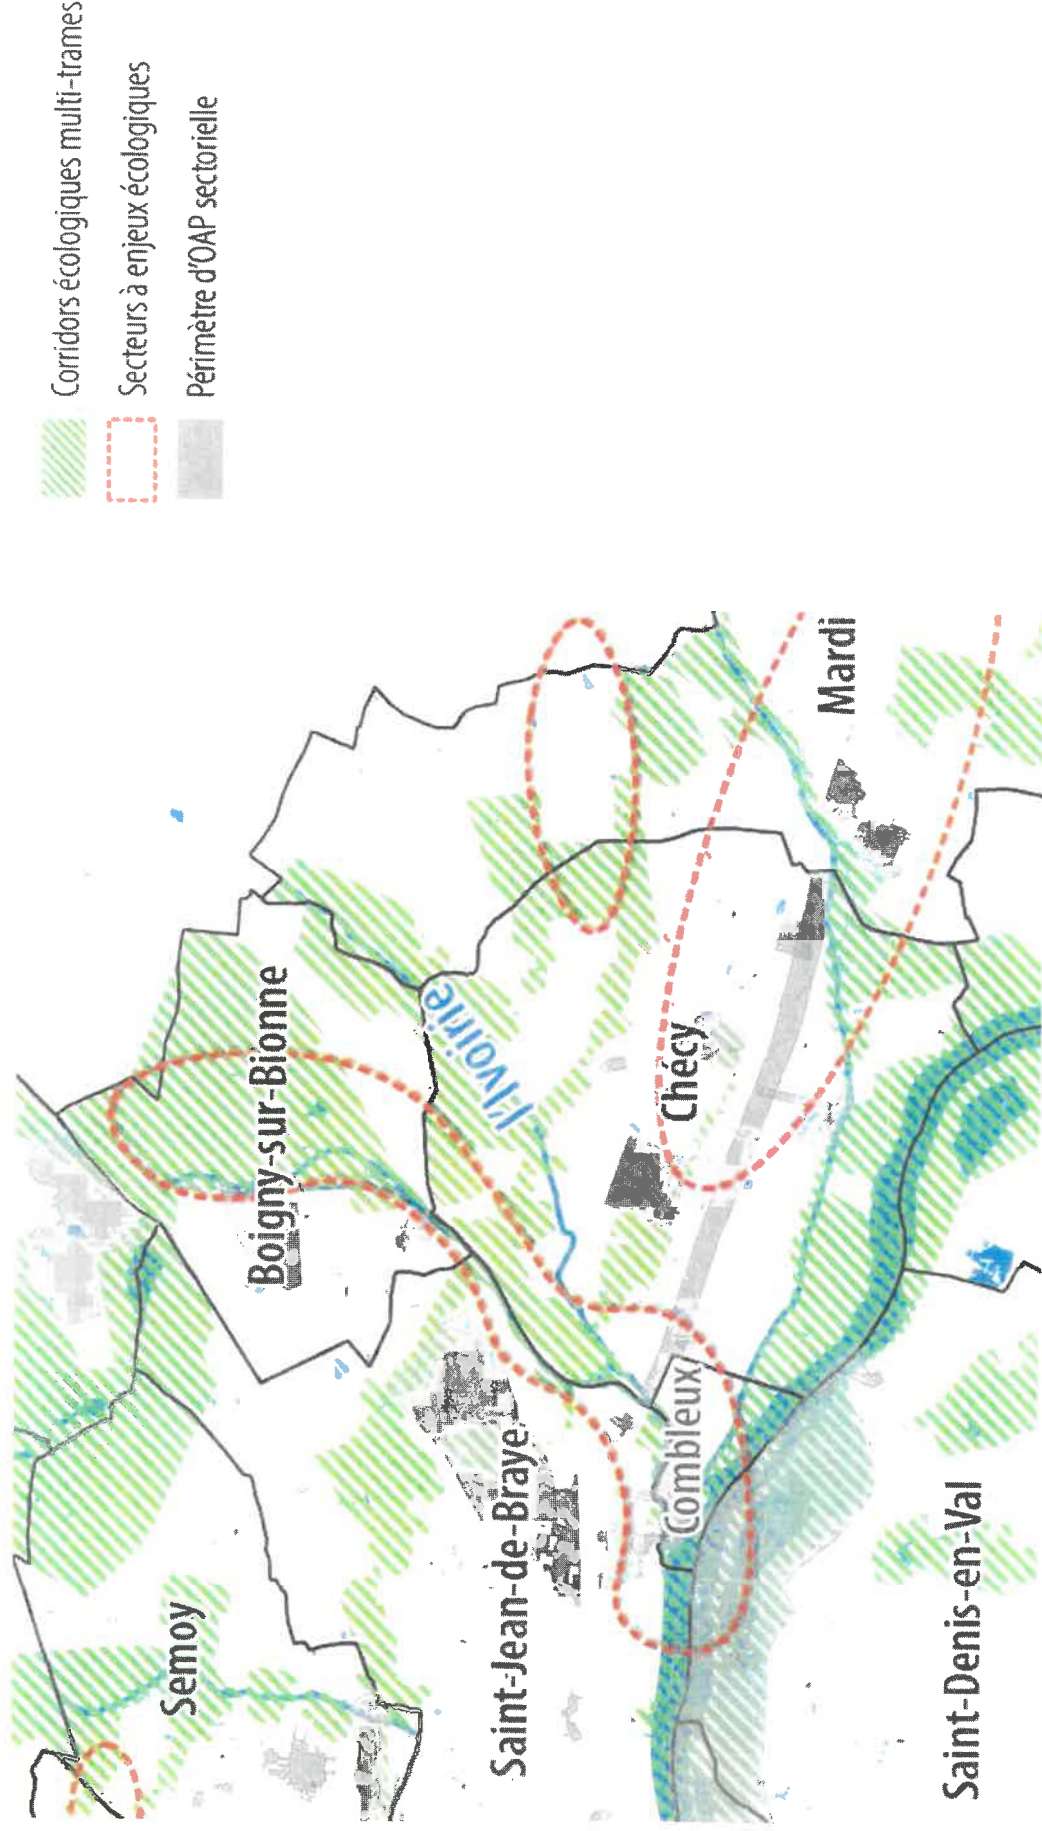 Corridors écologiques multi-trames
Secteurs à enjeux écologiques
Périmètre d'OAP sectorielle
Semoy
Boigny-sur-Bionne
l'Ivoirie
Saint-Jean-de-Braye
Combleux
Chécy
Mardi
Saint-Denis-en-Val